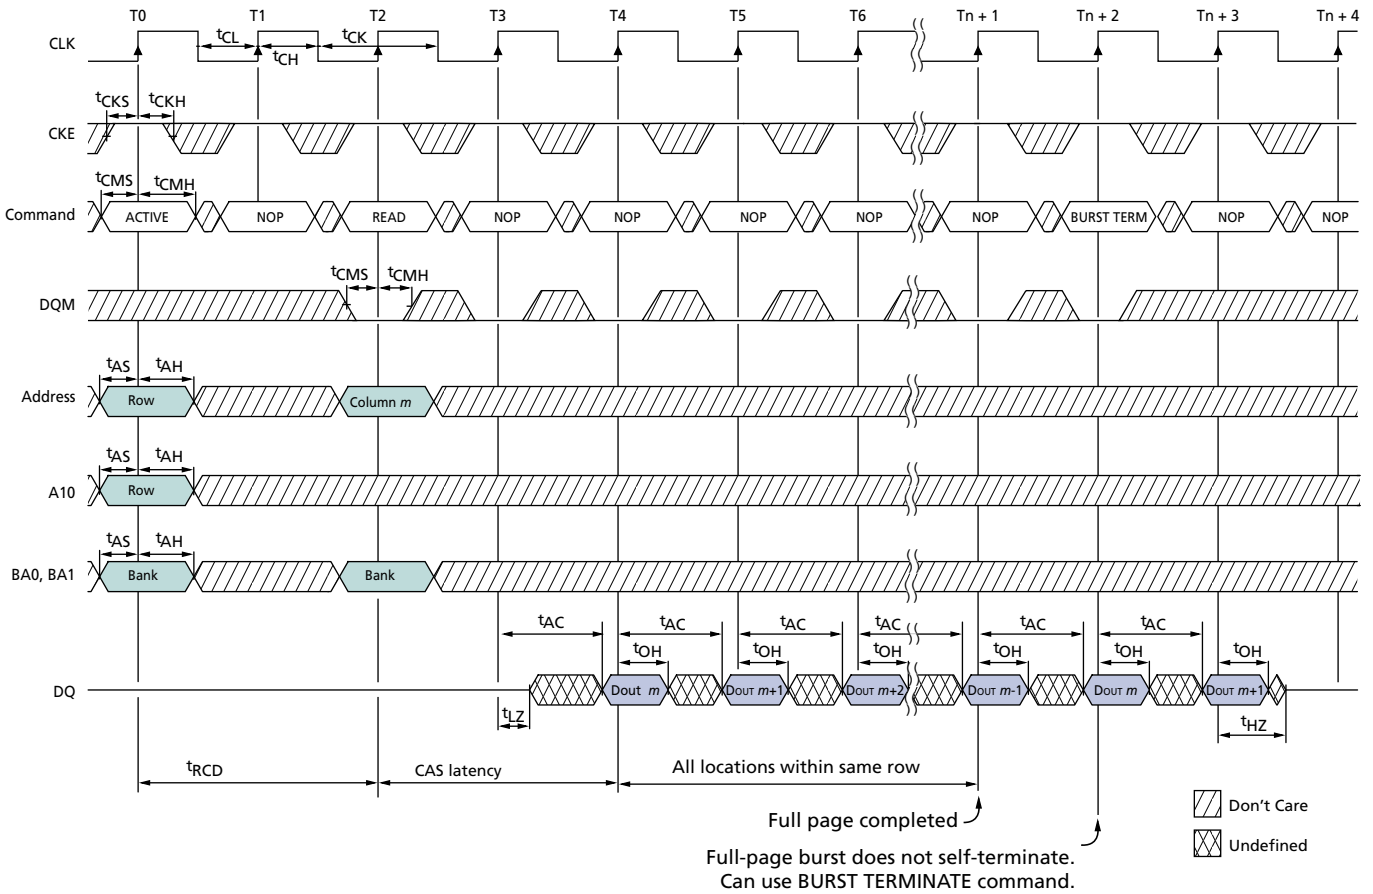 T0 T1 T2 T3 T4 T5 T6 Tn + 1 Tn + 2 Tn + 3 Tn + 4
CLK tCL tCH tCK
tCKS tCKH
CKE
tCMS tCMH
Command ACTIVE NOP READ NOP NOP NOP NOP NOP BURST TERM NOP NOP
tCMS tCMH
DQM
tAS tAH
Address Row Column m
tAS tAH
A10 Row
tAS tAH
BA0, BA1 Bank Bank
tAC tAC tAC tAC tAC tAC
tOH tOH tOH tOH tOH tOH
DQ Dout m DOUT m+1 DOUT m+2 DOUT m-1 Dout m DOUT m+1
tLZ tHZ
tRCD CAS latency All locations within same row
Full page completed
Full-page burst does not self-terminate.
Can use BURST TERMINATE command.
Don't Care
Undefined